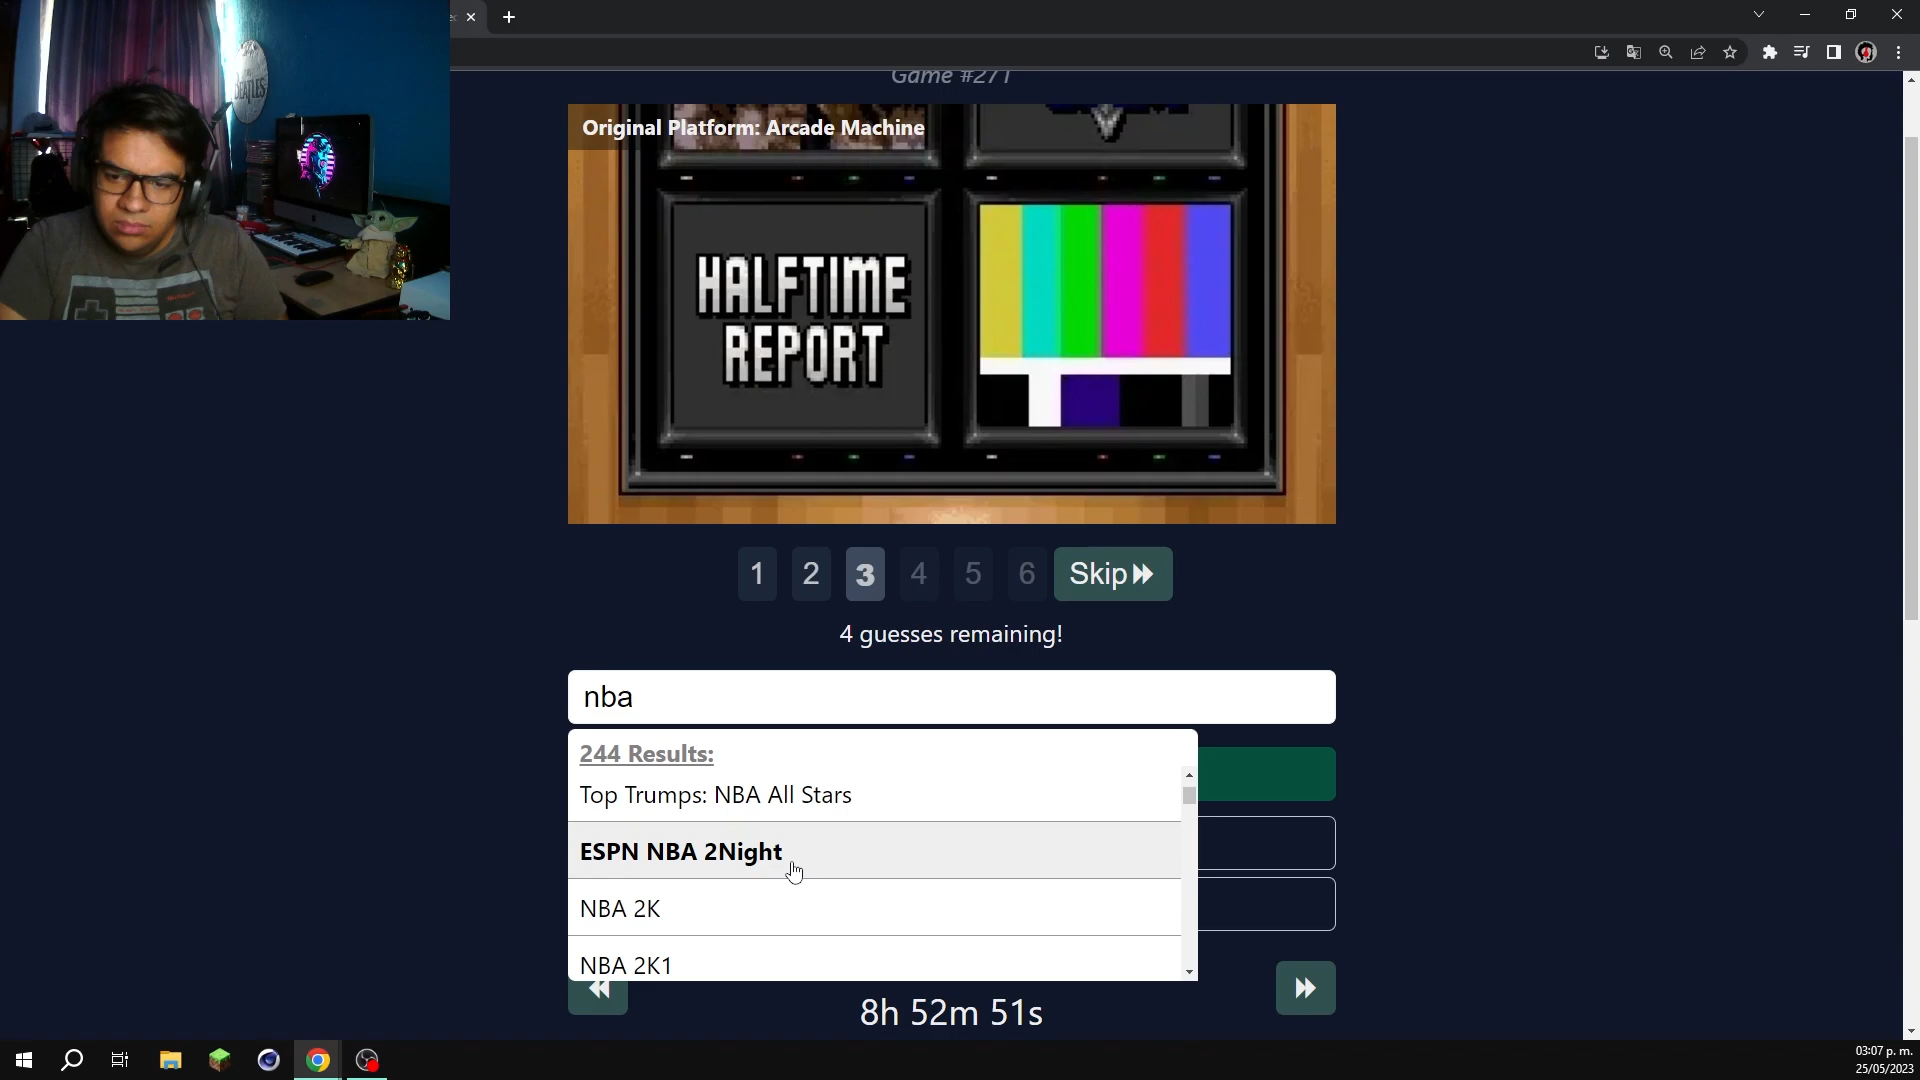 BEATLES
Game #271
Original Platform: Arcade Machine
HALFTIME
REPORT
1 2 3 4 5 6 Skip
4 guesses remaining!
nba
244 Results:
Top Trumps: NBA All Stars
ESPN NBA 2Night
NBA 2K
NBA 2K1
8h 52m 51s
03:07 p. m.
25/05/2023